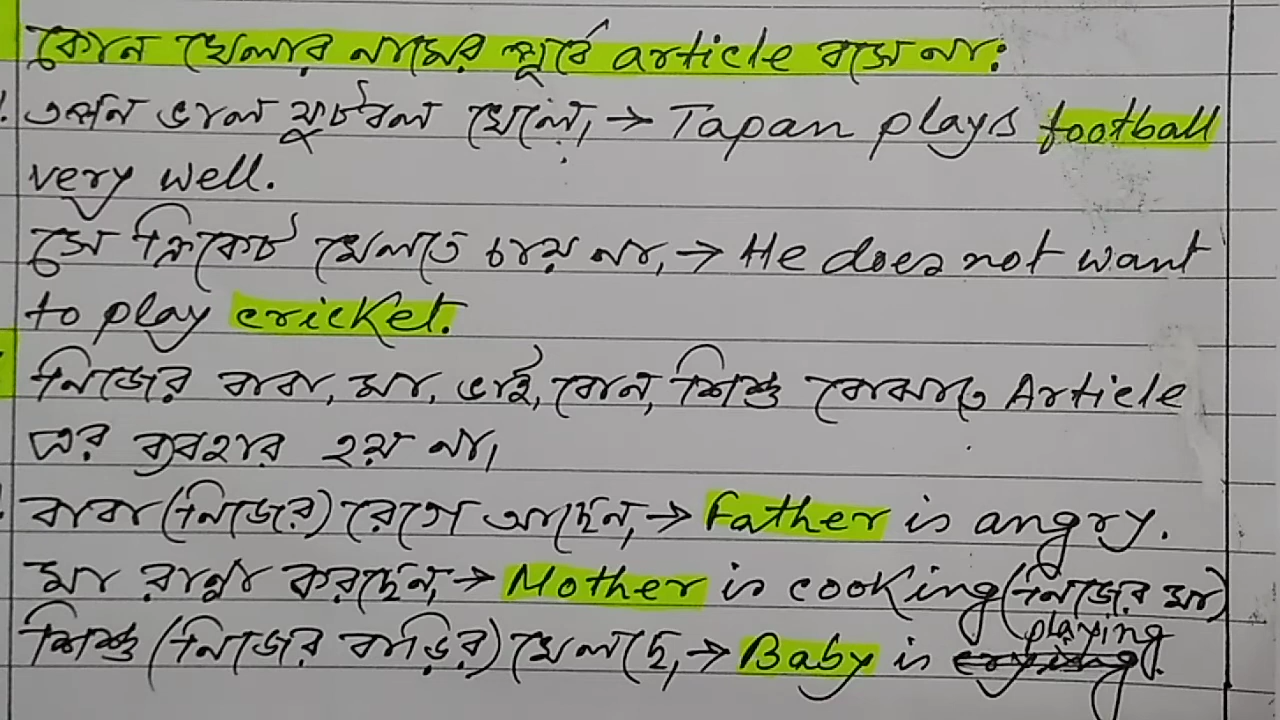 কোন খেলার নামের পূর্বে article বসে না:
তপন ভাল ফুটবল খেলে, → Tapan plays football
very well.
সে ক্রিকেট খেলতে চায় না, → He does not want
to play cricket.
নিজের বাবা, মা, ভাই, বোন, শিশু বোঝাতে Article
এর ব্যবহার হয় না।
বাবা (নিজের) রেগে আছেন, → Father is angry.
মা রান্না করছেন, → Mother is cooking (নিজের মা)
শিশু (নিজের বাড়ির) খেলছে, → Baby is playing.